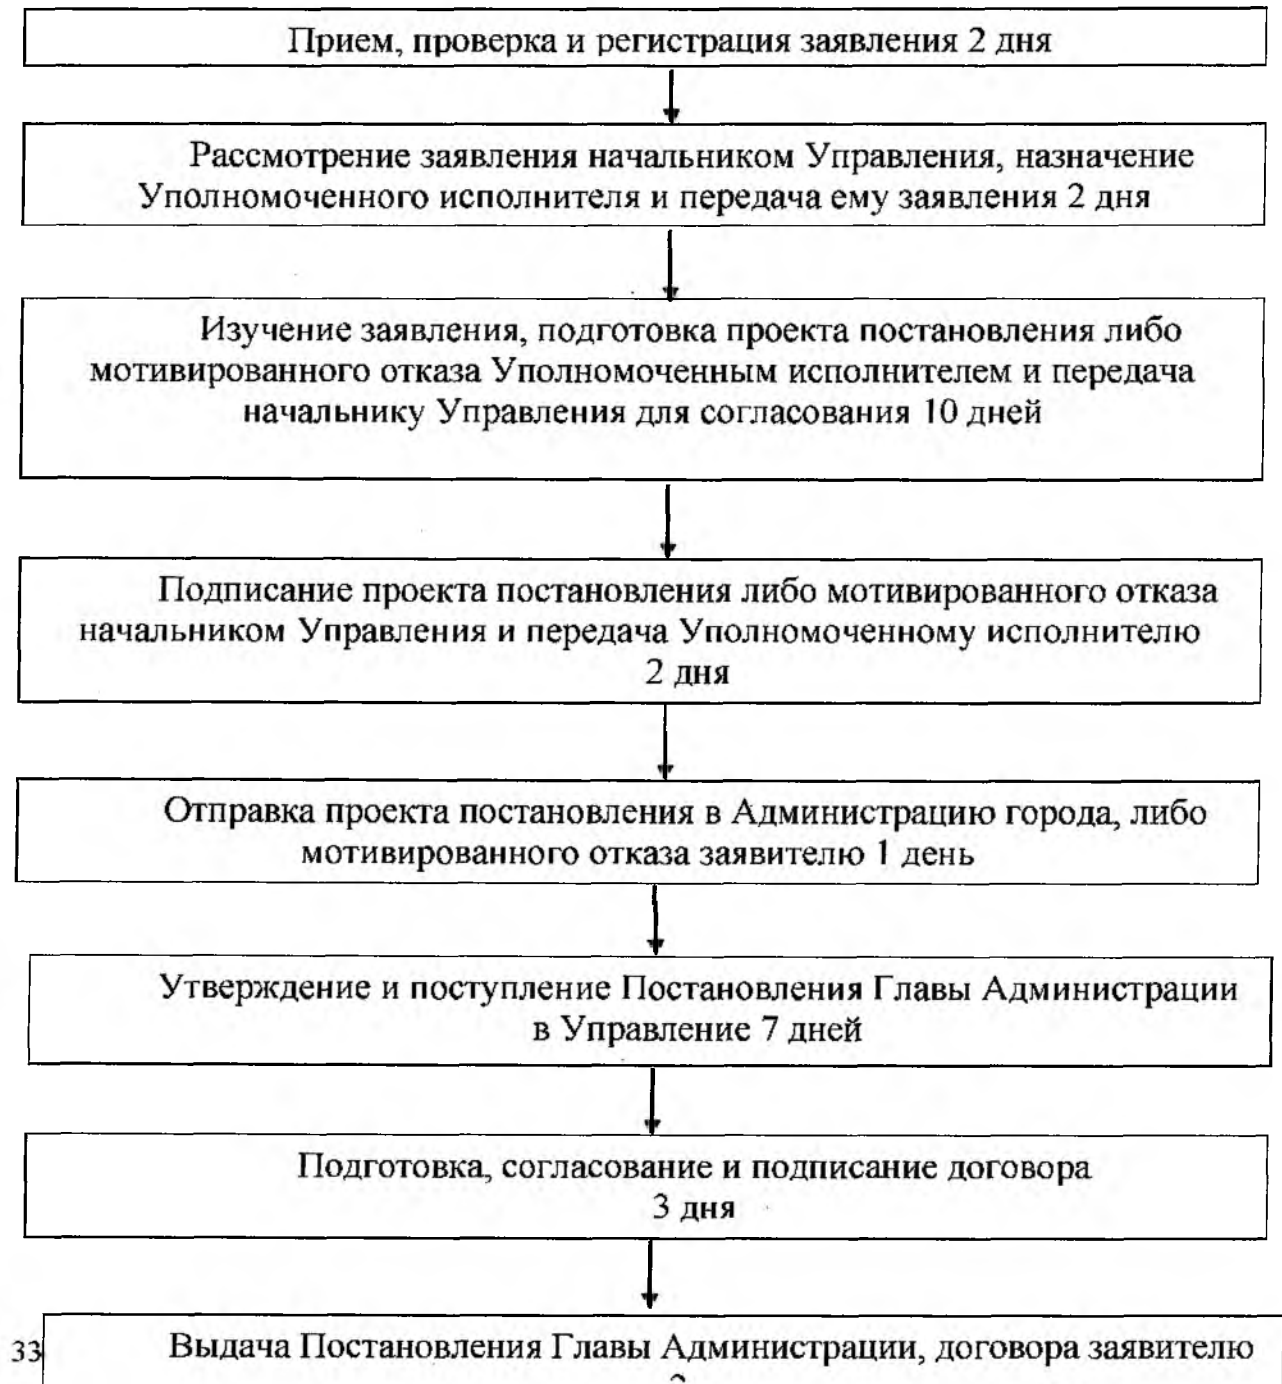 Прием, проверка и регистрация заявления 2 дня
Рассмотрение заявления начальником Управления, назначение
Уполномоченного исполнителя и передача ему заявления 2 дня
Изучение заявления, подготовка проекта постановления либо
мотивированного отказа Уполномоченным исполнителем и передача
начальнику Управления для согласования 10 дней
Подписание проекта постановления либо мотивированного отказа
начальником Управления и передача Уполномоченному исполнителю
2 дня
Отправка проекта постановления в Администрацию города, либо
мотивированного отказа заявителю 1 день
Утверждение и поступление Постановления Главы Администрации
в Управление 7 дней
Подготовка, согласование и подписание договора
3 дня
33
Выдача Постановления Главы Администрации, договора заявителю